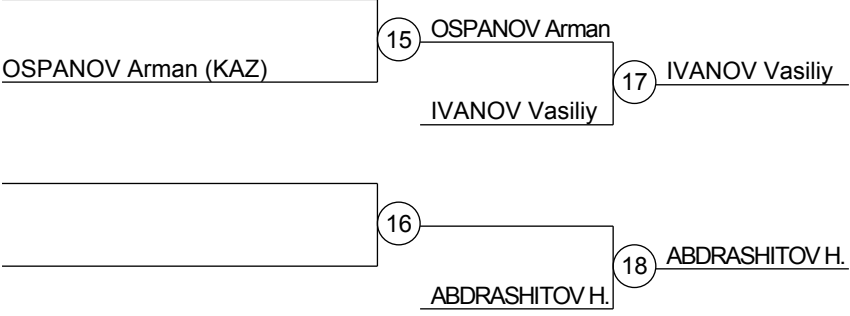 OSPANOV Arman (KAZ)
15
OSPANOV Arman
IVANOV Vasiliy
17
IVANOV Vasiliy
16
ABDRASHITOV H.
18
ABDRASHITOV H.